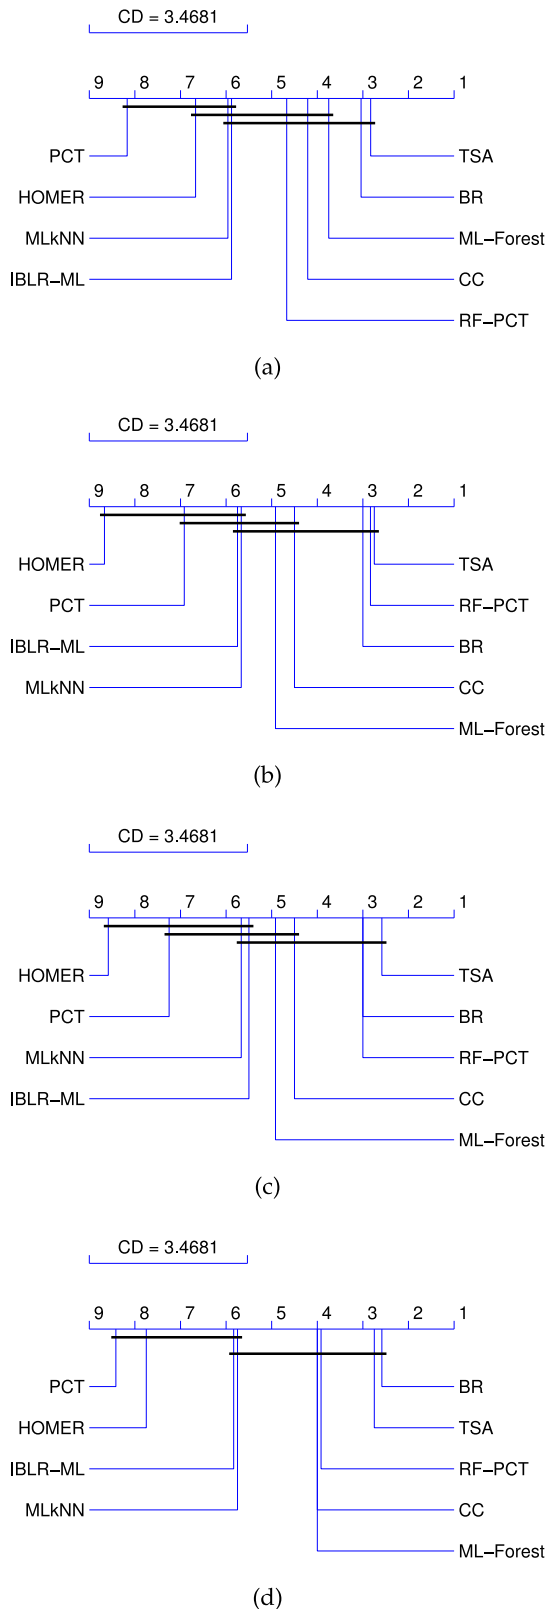 CD = 3.4681
9 8 7 6 5 4 3 2 1
PCT TSA
HOMER BR
MLkNN ML–Forest
IBLR–ML CC
RF–PCT
(a)
CD = 3.4681
9 8 7 6 5 4 3 2 1
HOMER TSA
PCT RF–PCT
IBLR–ML BR
MLkNN CC
ML–Forest
(b)
CD = 3.4681
9 8 7 6 5 4 3 2 1
HOMER TSA
PCT BR
MLkNN RF–PCT
IBLR–ML CC
ML–Forest
(c)
CD = 3.4681
9 8 7 6 5 4 3 2 1
PCT BR
HOMER TSA
IBLR–ML RF–PCT
MLkNN CC
ML–Forest
(d)